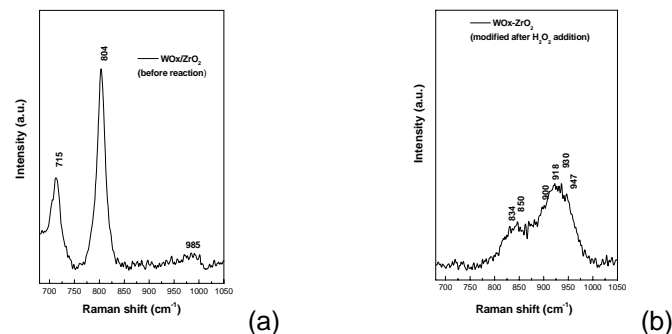 804
WOx/ZrO₂
(before reaction)
715
985
Intensity (a.u.)
700 750 800 850 900 950 1000 1050
Raman shift (cm⁻¹)
(a)
WOx-ZrO₂
(modified after H₂O₂ addition)
834
850
900
918
930
947
Intensity (a.u.)
700 750 800 850 900 950 1000 1050
Raman shift (cm⁻¹)
(b)